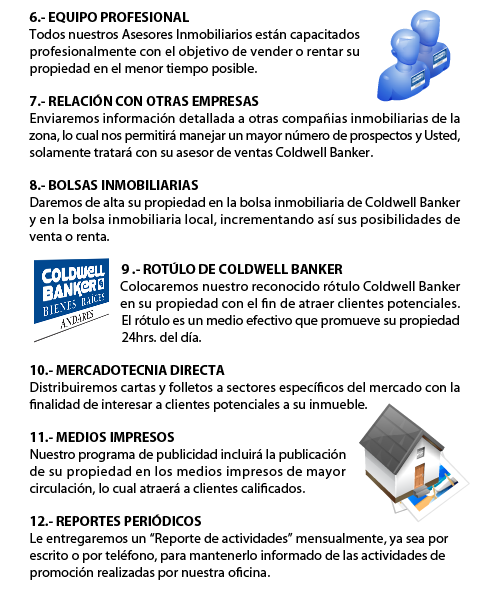 6.- EQUIPO PROFESIONAL
Todos nuestros Asesores Inmobiliarios están capacitados
profesionalmente con el objetivo de vender o rentar su
propiedad en el menor tiempo posible.
7.- RELACIÓN CON OTRAS EMPRESAS
Enviaremos información detallada a otras compañias inmobiliarias de la
zona, lo cual nos permitirá manejar un mayor número de prospectos y Usted,
solamente tratará con su asesor de ventas Coldwell Banker.
8.- BOLSAS INMOBILIARIAS
Daremos de alta su propiedad en la bolsa inmobiliaria de Coldwell Banker
y en la bolsa inmobiliaria local, incrementando así sus posibilidades de
venta o renta.
COLDWELL
BANKER
BIENES RAÍCES
ANDARES
9 .- ROTÚLO DE COLDWELL BANKER
Colocaremos nuestro reconocido rótulo Coldwell Banker
en su propiedad con el fin de atraer clientes potenciales.
El rótulo es un medio efectivo que promueve su propiedad
24hrs. del día.
10.- MERCADOTECNIA DIRECTA
Distribuiremos cartas y folletos a sectores específicos del mercado con la
finalidad de interesar a clientes potenciales a su inmueble.
11.- MEDIOS IMPRESOS
Nuestro programa de publicidad incluirá la publicación
de su propiedad en los medios impresos de mayor
circulación, lo cual atraerá a clientes calificados.
12.- REPORTES PERIÓDICOS
Le entregaremos un “Reporte de actividades” mensualmente, ya sea por
escrito o por teléfono, para mantenerlo informado de las actividades de
promoción realizadas por nuestra oficina.